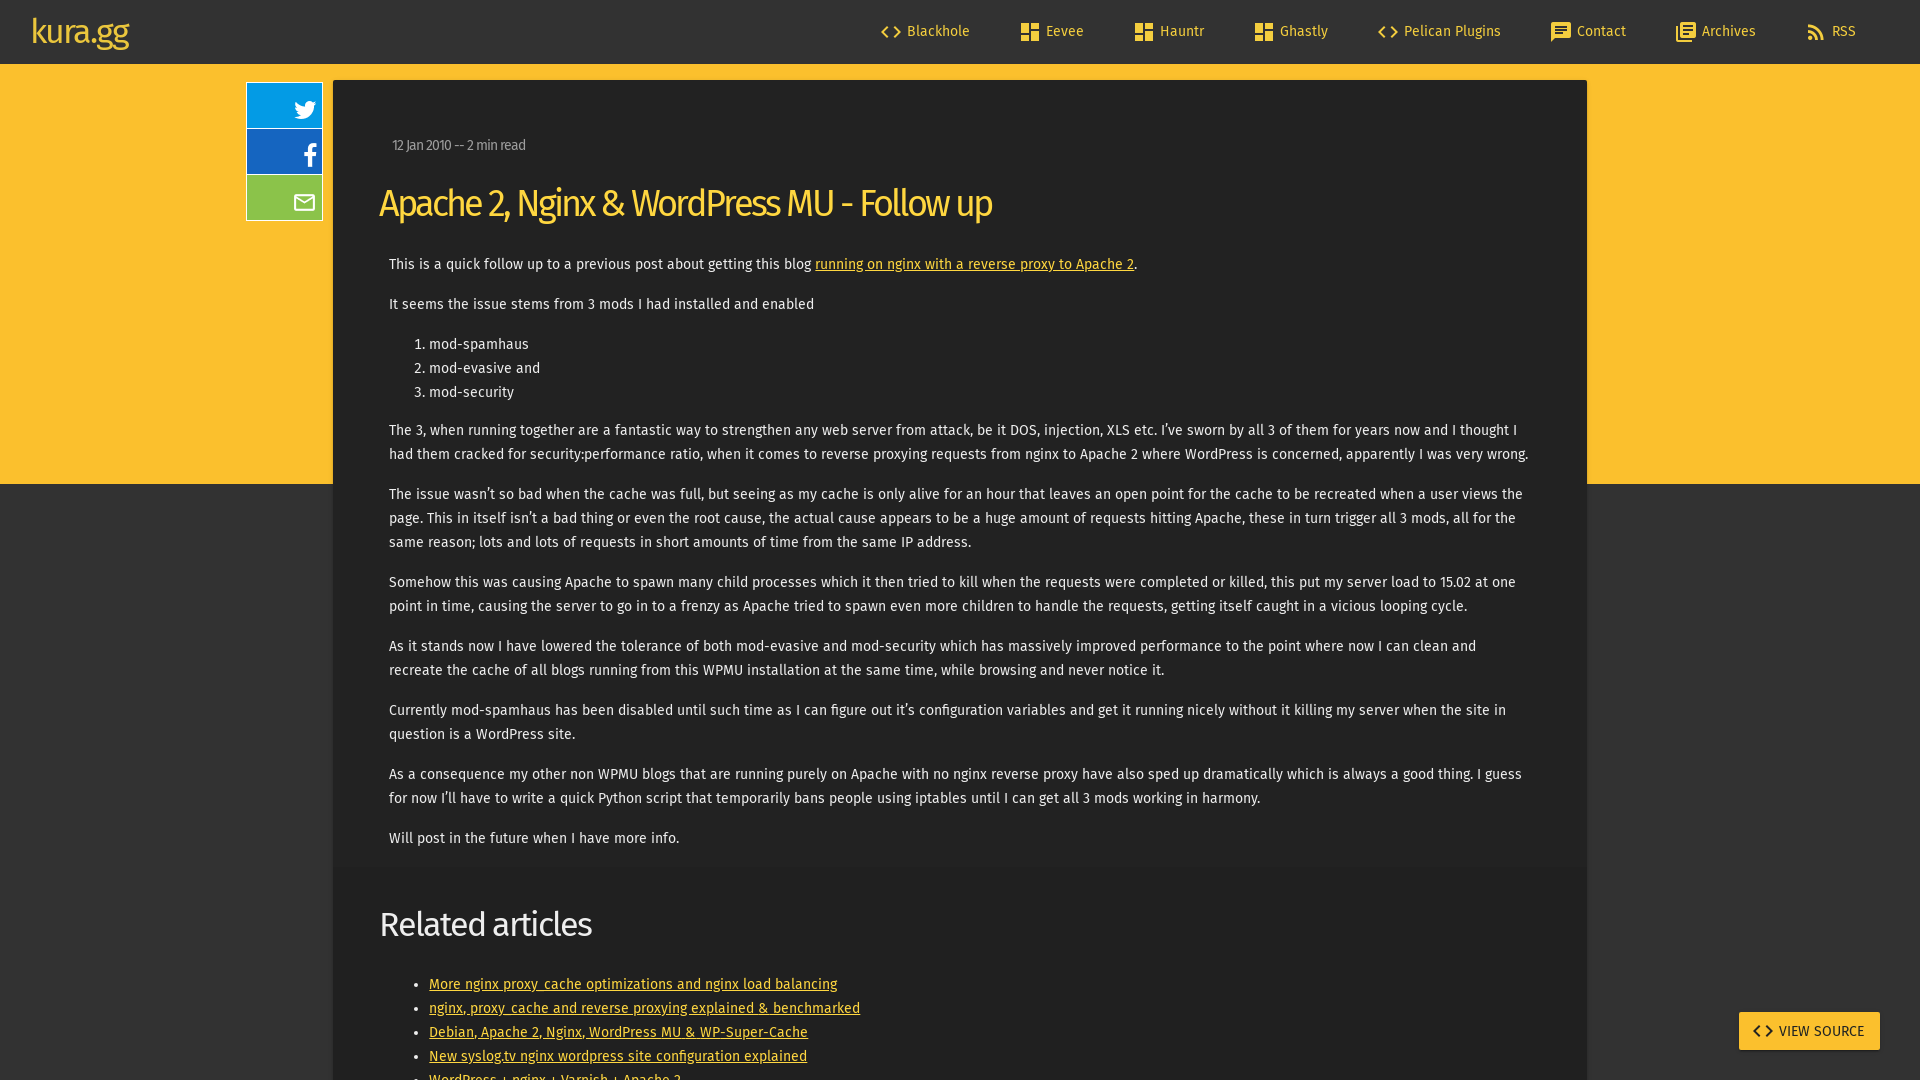 kura.gg
Blackhole
Eevee
Hauntr
Ghastly
Pelican Plugins
Contact
Archives
RSS
12 Jan 2010 -- 2 min read
Apache 2, Nginx & WordPress MU - Follow up
This is a quick follow up to a previous post about getting this blog running on nginx with a reverse proxy to Apache 2.
It seems the issue stems from 3 mods I had installed and enabled
1. mod-spamhaus
2. mod-evasive and
3. mod-security
The 3, when running together are a fantastic way to strengthen any web server from attack, be it DOS, injection, XLS etc. I’ve sworn by all 3 of them for years now and I thought I
had them cracked for security:performance ratio, when it comes to reverse proxying requests from nginx to Apache 2 where WordPress is concerned, apparently I was very wrong.
The issue wasn’t so bad when the cache was full, but seeing as my cache is only alive for an hour that leaves an open point for the cache to be recreated when a user views the
page. This in itself isn’t a bad thing or even the root cause, the actual cause appears to be a huge amount of requests hitting Apache, these in turn trigger all 3 mods, all for the
same reason; lots and lots of requests in short amounts of time from the same IP address.
Somehow this was causing Apache to spawn many child processes which it then tried to kill when the requests were completed or killed, this put my server load to 15.02 at one
point in time, causing the server to go in to a frenzy as Apache tried to spawn even more children to handle the requests, getting itself caught in a vicious looping cycle.
As it stands now I have lowered the tolerance of both mod-evasive and mod-security which has massively improved performance to the point where now I can clean and
recreate the cache of all blogs running from this WPMU installation at the same time, while browsing and never notice it.
Currently mod-spamhaus has been disabled until such time as I can figure out it’s configuration variables and get it running nicely without it killing my server when the site in
question is a WordPress site.
As a consequence my other non WPMU blogs that are running purely on Apache with no nginx reverse proxy have also sped up dramatically which is always a good thing. I guess
for now I’ll have to write a quick Python script that temporarily bans people using iptables until I can get all 3 mods working in harmony.
Will post in the future when I have more info.
Related articles
More nginx proxy_cache optimizations and nginx load balancing
nginx, proxy_cache and reverse proxying explained & benchmarked
Debian, Apache 2, Nginx, WordPress MU & WP-Super-Cache
New syslog.tv nginx wordpress site configuration explained
WordPress + nginx + Varnish + Apache 2
VIEW SOURCE